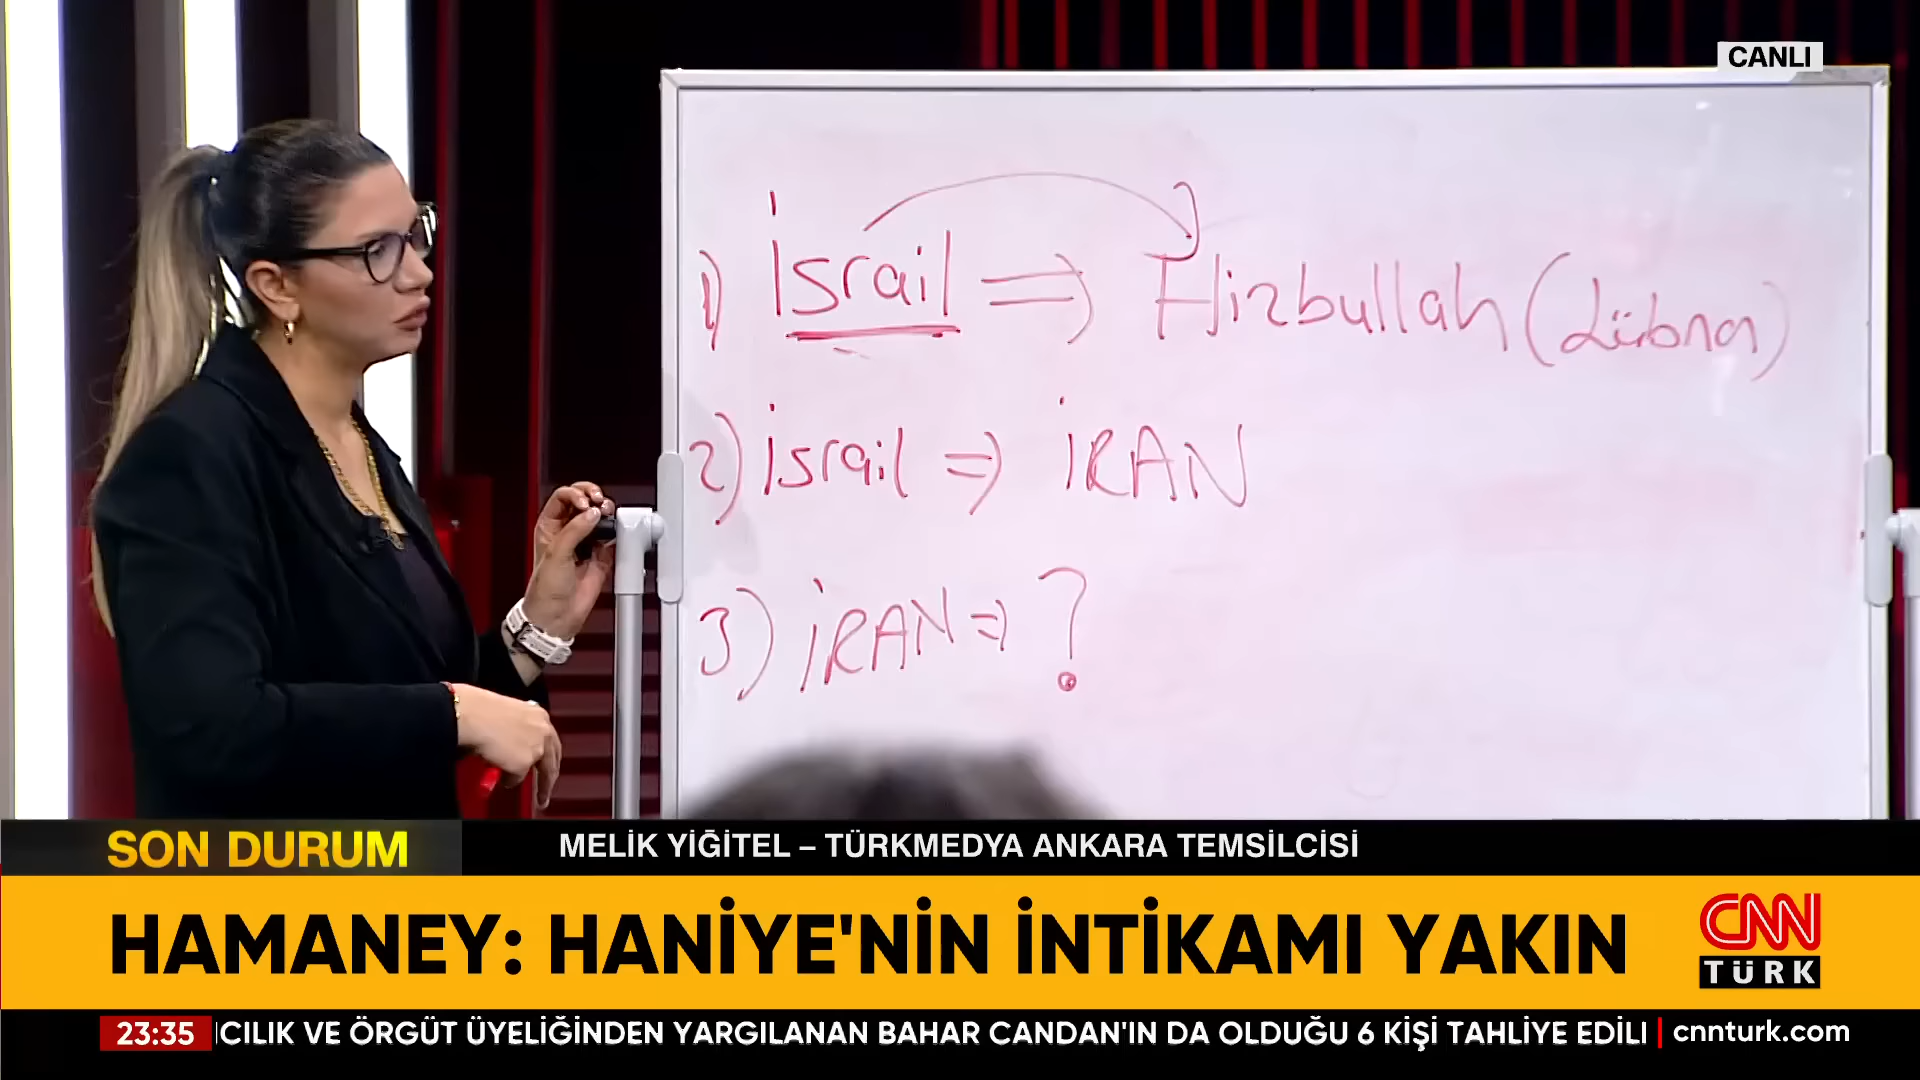 CANLI
1) İsrail => Hizbullah (Lübnan)
2) İsrail => İRAN
3) İRAN => ?
SON DURUM
MELİK YİĞİTEL – TÜRKMEDYA ANKARA TEMSİLCİSİ
HAMANEY: HANİYE'NİN İNTİKAMI YAKIN
CNN
TÜRK
23:35 ICILIK VE ÖRGÜT ÜYELİĞİNDEN YARGILANAN BAHAR CANDAN'IN DA OLDUĞU 6 KİŞİ TAHLİYE EDİLİ | cnnturk.com